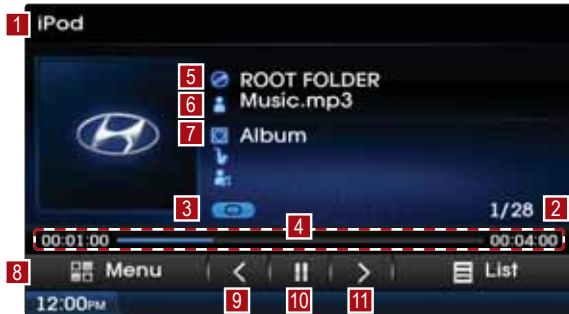 1 iPod
5 ROOT FOLDER
6 Music.mp3
7 Album
3 1/28 2
4
00:01:00 00:04:00
8 Menu List
9 10 11
12:00PM